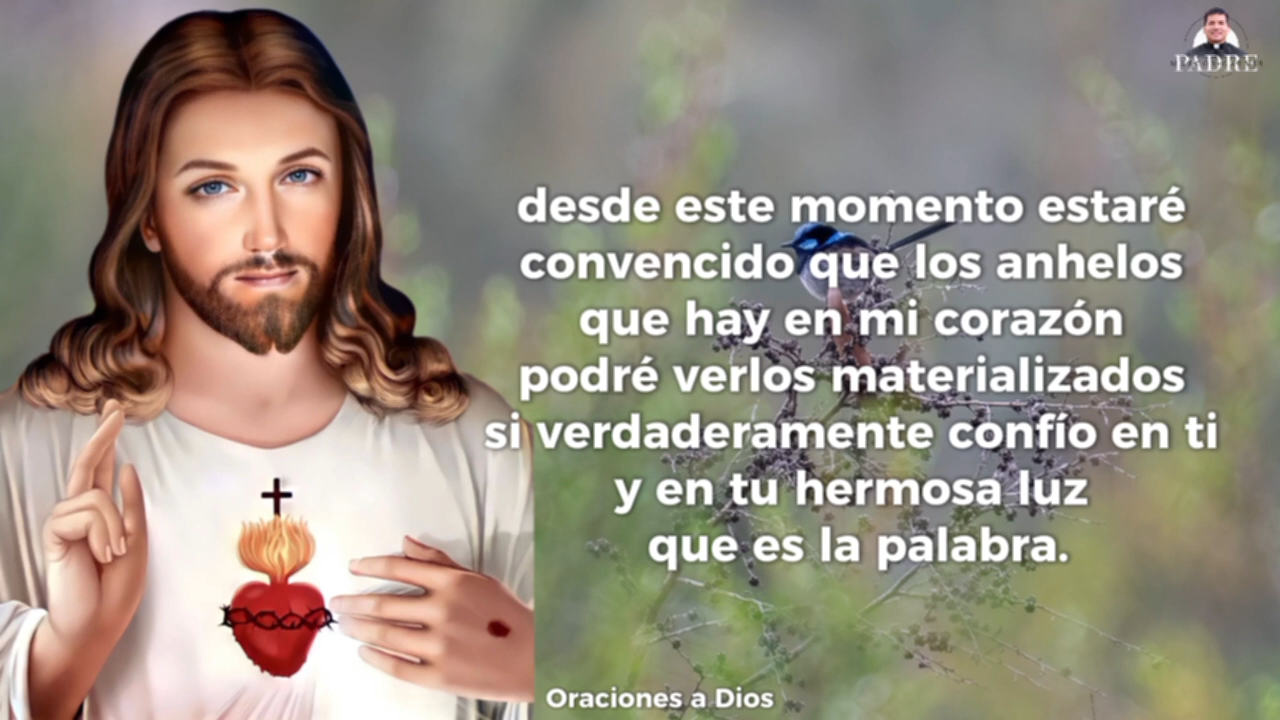 PADRE
desde este momento estaré
convencido que los anhelos
que hay en mi corazón
podré verlos materializados
si verdaderamente confío en ti
y en tu hermosa luz
que es la palabra.
Oraciones a Dios